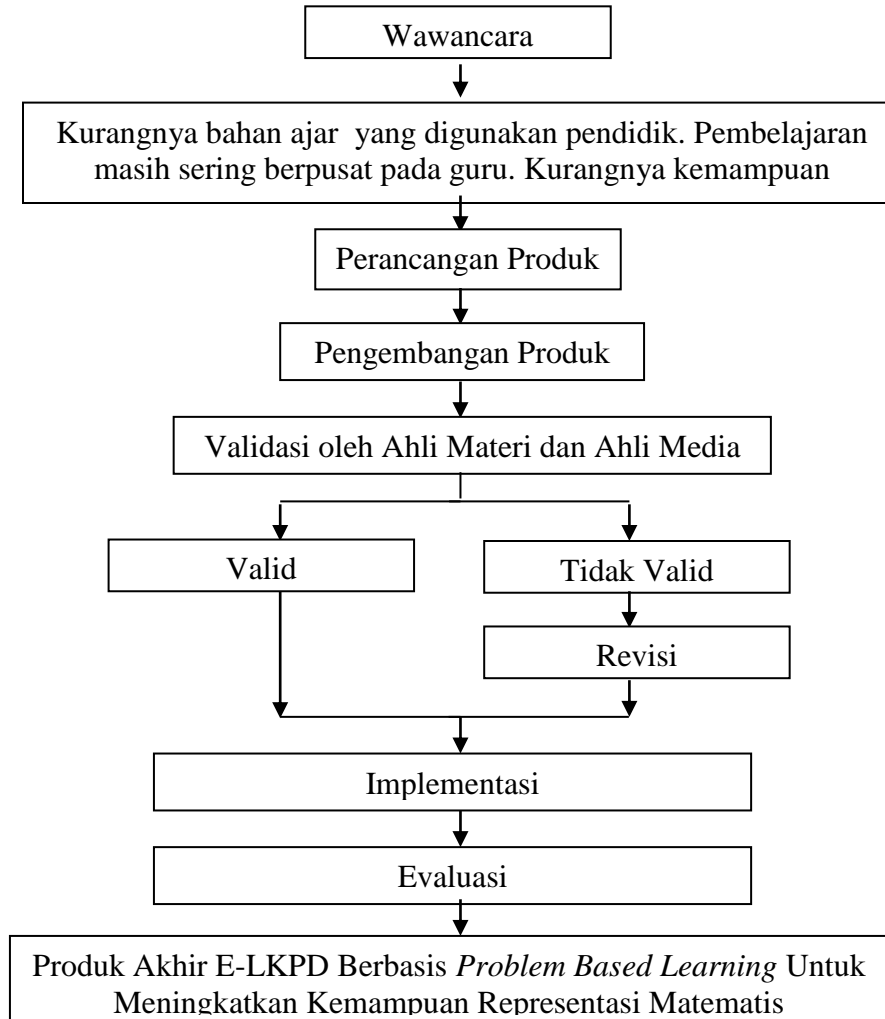 Wawancara
Kurangnya bahan ajar yang digunakan pendidik. Pembelajaran
masih sering berpusat pada guru. Kurangnya kemampuan
Perancangan Produk
Pengembangan Produk
Validasi oleh Ahli Materi dan Ahli Media
Valid
Tidak Valid
Revisi
Implementasi
Evaluasi
Produk Akhir E-LKPD Berbasis Problem Based Learning Untuk
Meningkatkan Kemampuan Representasi Matematis